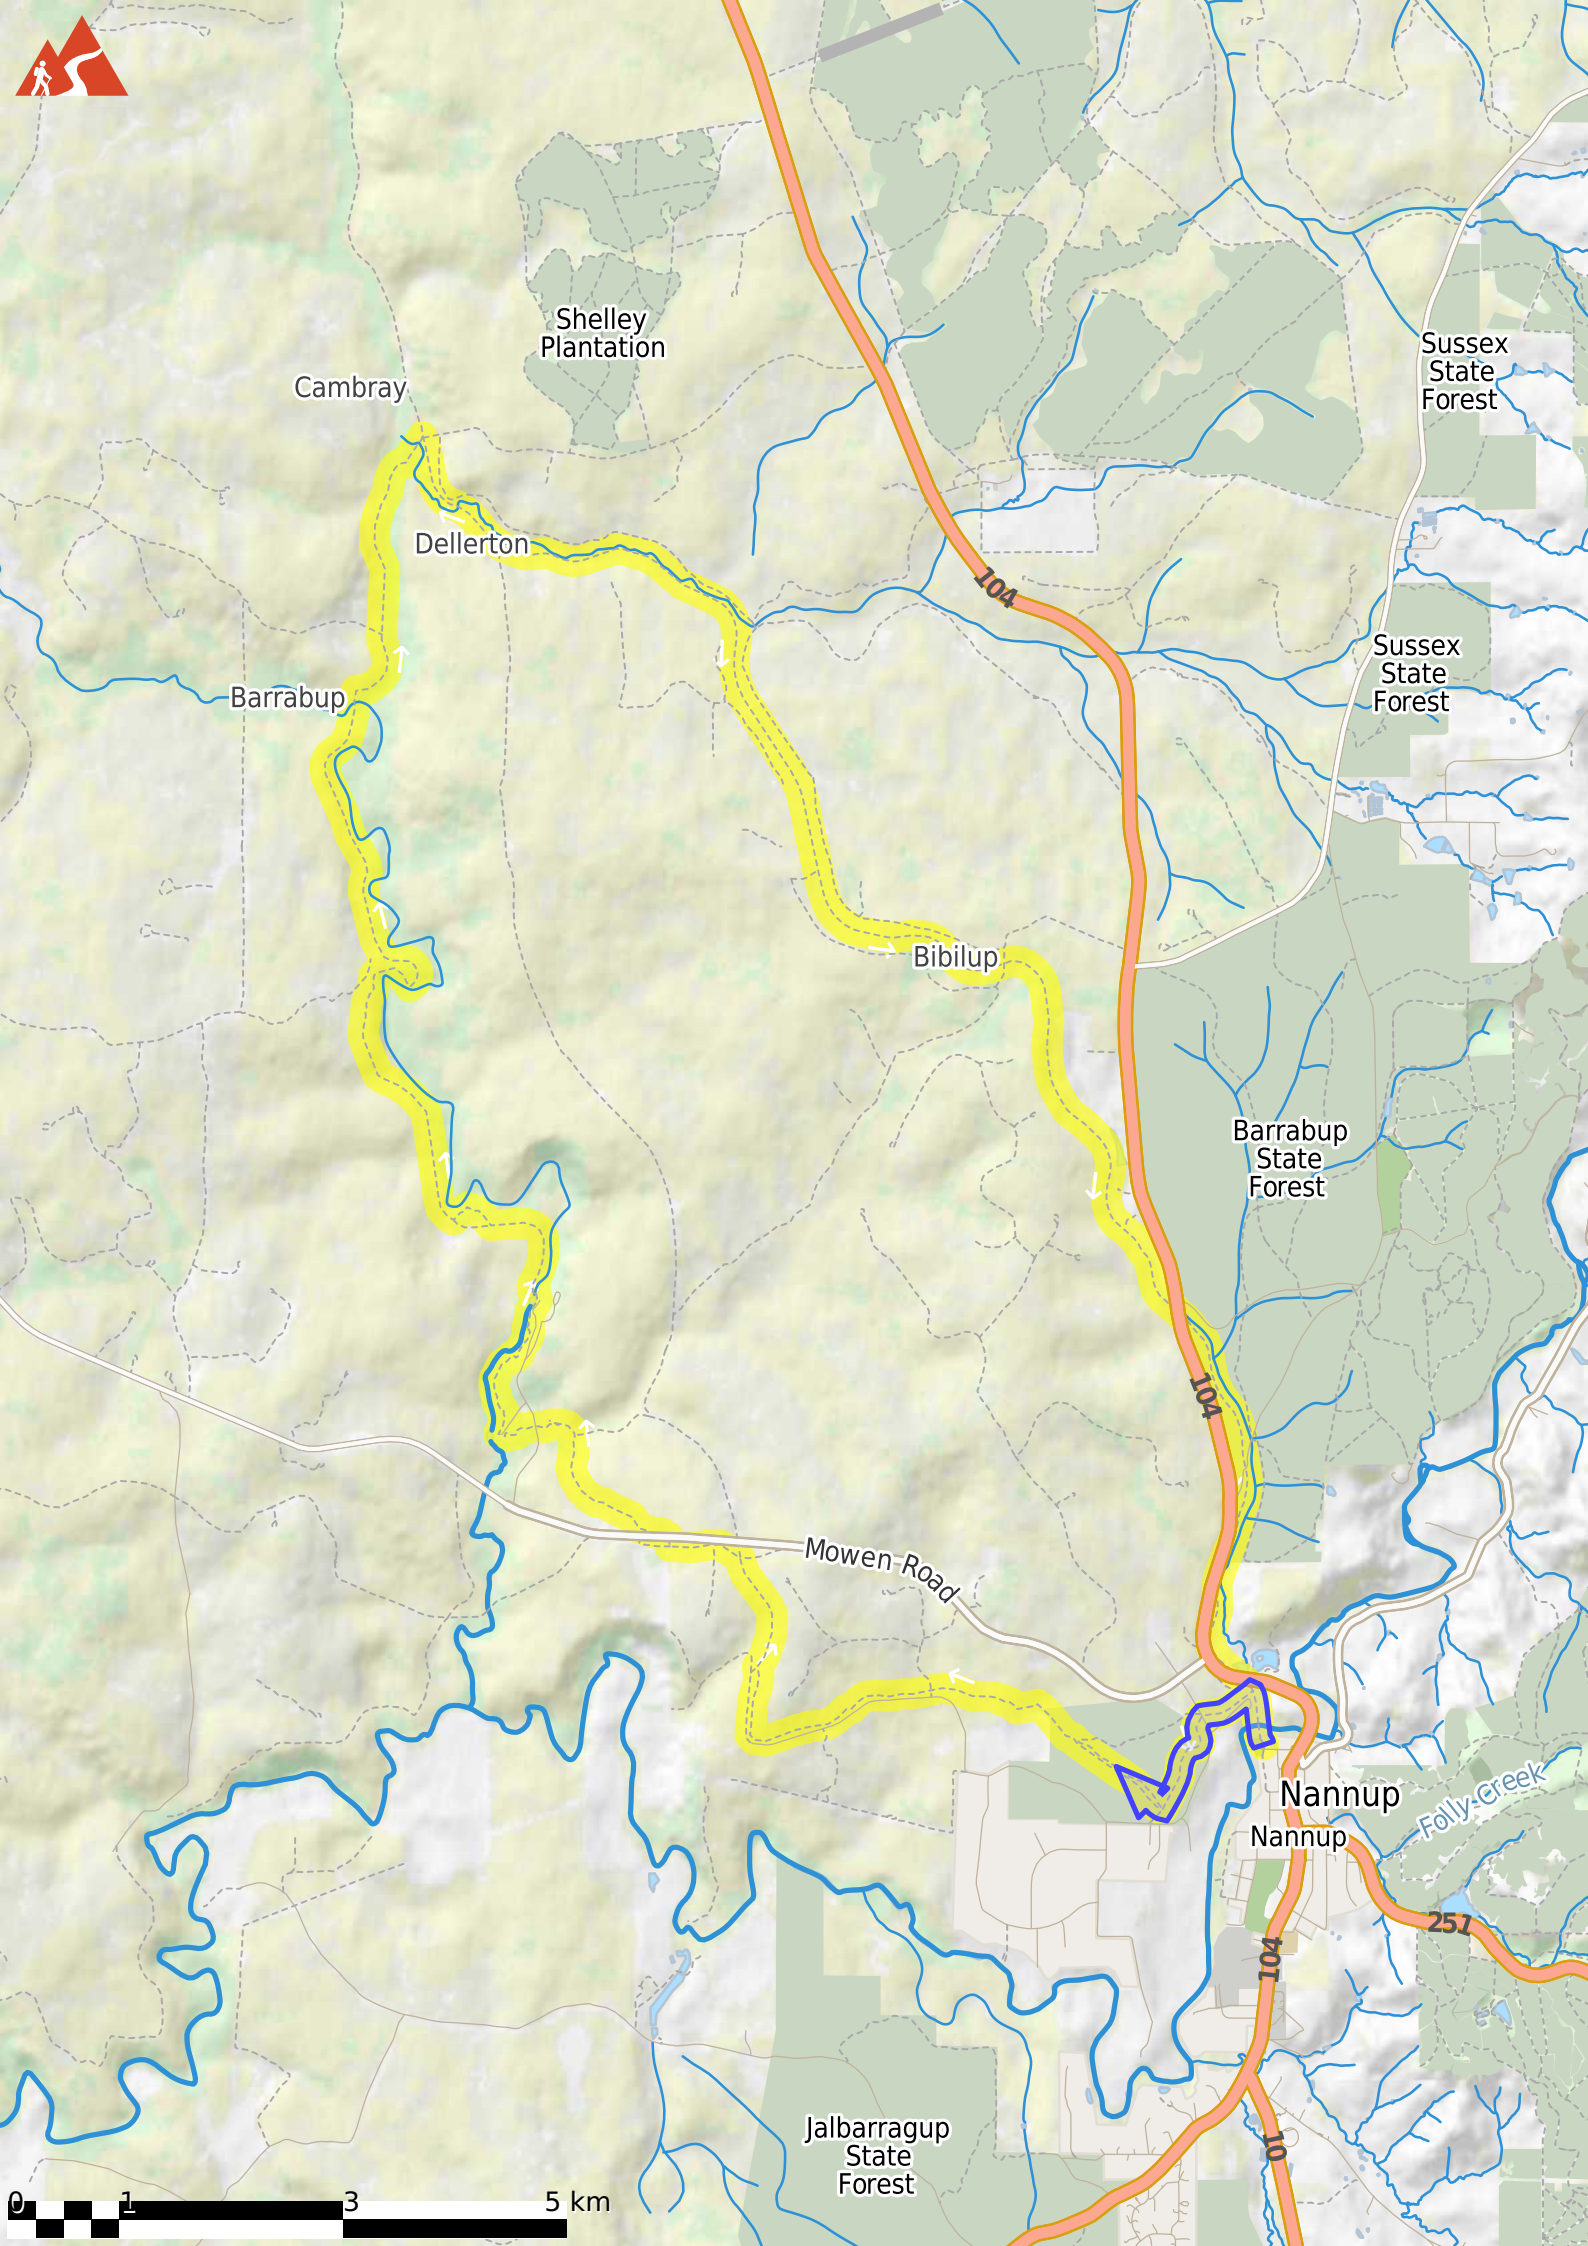 Shelley
Plantation
Sussex
State
Forest
Cambray
Dellerton
104
Sussex
State
Forest
Barrabup
Bibilup
Barrabup
State
Forest
104
Mowen Road
Nannup
Folly Creek
Nannup
251
104
Jalbarragup
State
Forest
10
0 1 3 5 km